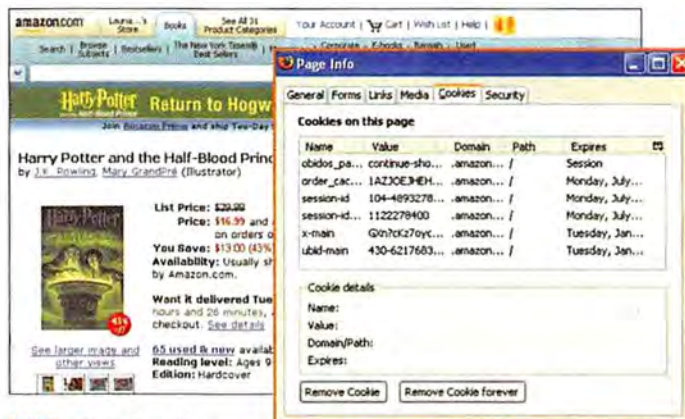 amazon.com
Store
Books
See All 31
Product Categories
Your Account | Cart | Wish List | Help |
Search | Browse Subjects | Bestsellers | The New York Times® Best Sellers |
Harry Potter Return to Hogw
Join Amazon Prime and ship Two-Day
Harry Potter and the Half-Blood Princ
by J.K. Rowling, Mary GrandPré (Illustrator)
Harry Potter
List Price: $29.99
Price: $16.99 and
on orders o
You Save: $13.00 (43%)
Availability: Usually sh
by Amazon.com.
Want it delivered Tue
hours and 26 minutes,
checkout. See details
See larger image and
other views
65 used & new availab
Reading level: Ages 9
Edition: Hardcover
Page Info
General Forms Links Media Cookies Security
Cookies on this page
Name Value Domain Path Expires
obidos_pa... continue-sho... .amazon... / Session
order_cac... .amazon... / Monday, July...
session-id 104-4893278... .amazon... / Monday, July...
session-id... 1122278400 .amazon... / Monday, July...
x-main .amazon... / Tuesday, Jan...
ubid-main 430-6217683... .amazon... / Tuesday, Jan...
Cookie details
Name:
Value:
Domain/Path:
Expires:
Remove Cookie Remove Cookie forever